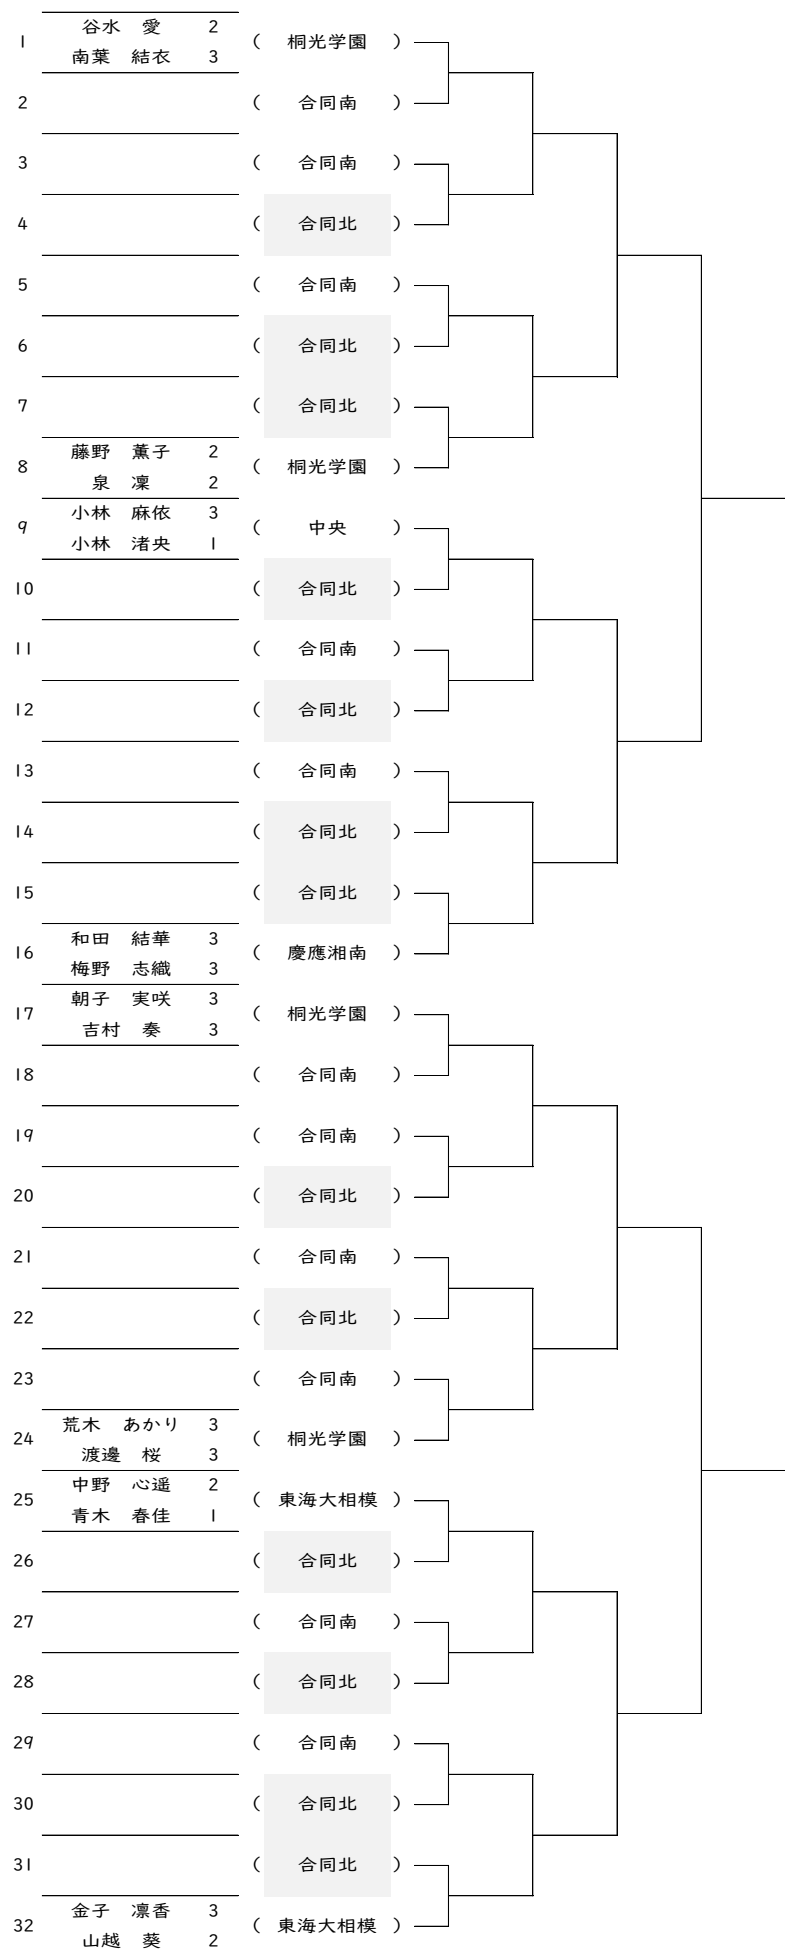 谷水 愛 2
1 ( 桐光学園 )
南葉 結衣 3
2 ( 合同南 )
3 ( 合同南 )
4 ( 合同北 )
5 ( 合同南 )
6 ( 合同北 )
7 ( 合同北 )
藤野 薫子 2
8 ( 桐光学園 )
泉 凜 2
小林 麻依 3
9 ( 中央 )
小林 渚央 1
10 ( 合同北 )
11 ( 合同南 )
12 ( 合同北 )
13 ( 合同南 )
14 ( 合同北 )
15 ( 合同北 )
和田 結華 3
16 ( 慶應湘南 )
梅野 志織 3
朝子 実咲 3
17 ( 桐光学園 )
吉村 奏 3
18 ( 合同南 )
19 ( 合同南 )
20 ( 合同北 )
21 ( 合同南 )
22 ( 合同北 )
23 ( 合同南 )
荒木 あかり 3
24 ( 桐光学園 )
渡邊 桜 3
中野 心遥 2
25 ( 東海大相模 )
青木 春佳 1
26 ( 合同北 )
27 ( 合同南 )
28 ( 合同北 )
29 ( 合同南 )
30 ( 合同北 )
31 ( 合同北 )
金子 凛香 3
32 ( 東海大相模 )
山越 葵 2